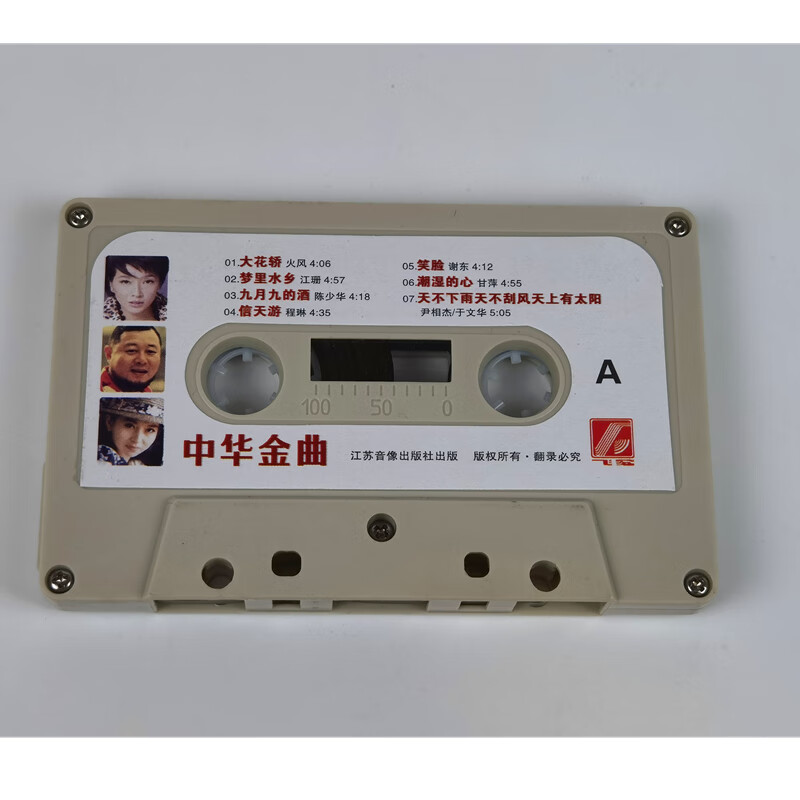 01.大花轿 火风 4:06
02.梦里水乡 江珊 4:57
03.九月九的酒 陈少华 4:18
04.信天游 程琳 4:35
05.笑脸 谢东 4:12
06.潮湿的心 甘萍 4:55
07.天不下雨天不刮风天上有太阳
尹相杰/于文华 5:05
A
100 50 0
中华金曲
江苏音像出版社出版 版权所有·翻录必究